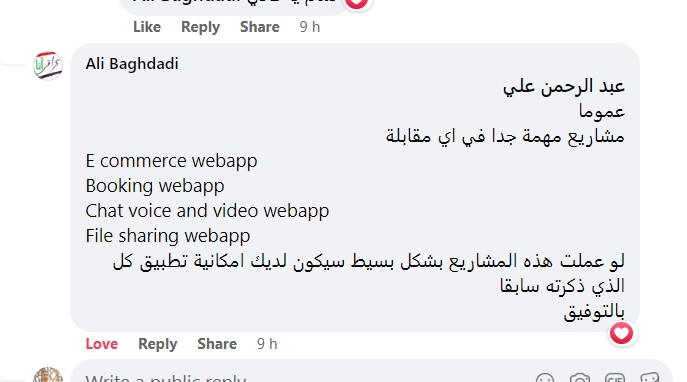 Like Reply Share 9 h
Ali Baghdadi
عبد الرحمن علي
عموما
مشاريع مهمة جدا في اي مقابلة
E commerce webapp
Booking webapp
Chat voice and video webapp
File sharing webapp
لو عملت هذه المشاريع بشكل بسيط سيكون لديك امكانية تطبيق كل
الذي ذكرته سابقا
بالتوفيق
Love Reply Share 9 h
Write a public reply
GIF